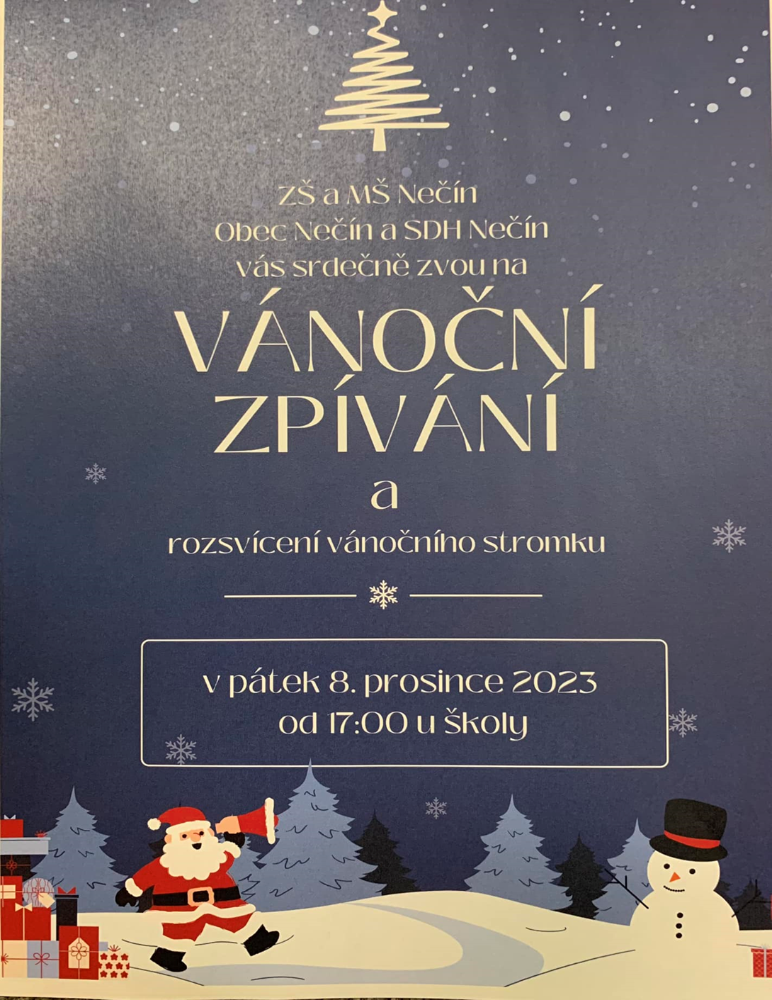 ZŠ a MŠ Nečín
Obec Nečín a SDH Nečín
vás srdečně zvou na
VÁNOČNÍ
ZPÍVÁNÍ
a
rozsvícení vánočního stromku
v pátek 8. prosince 2023
od 17:00 u školy